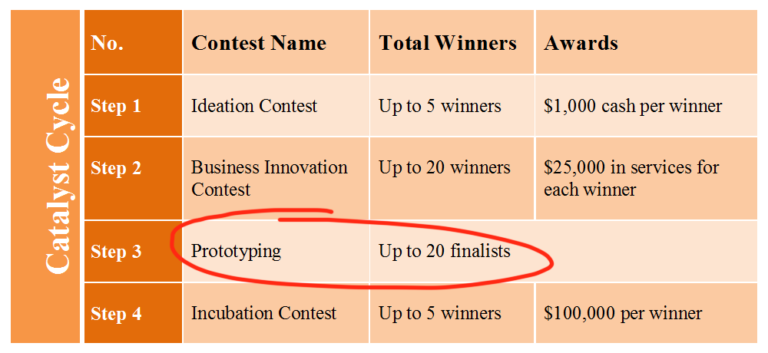 Catalyst Cycle
No. Contest Name Total Winners Awards
Step 1 Ideation Contest Up to 5 winners $1,000 cash per winner
Step 2 Business Innovation Up to 20 winners $25,000 in services for
Contest each winner
Step 3 Prototyping Up to 20 finalists
Step 4 Incubation Contest Up to 5 winners $100,000 per winner